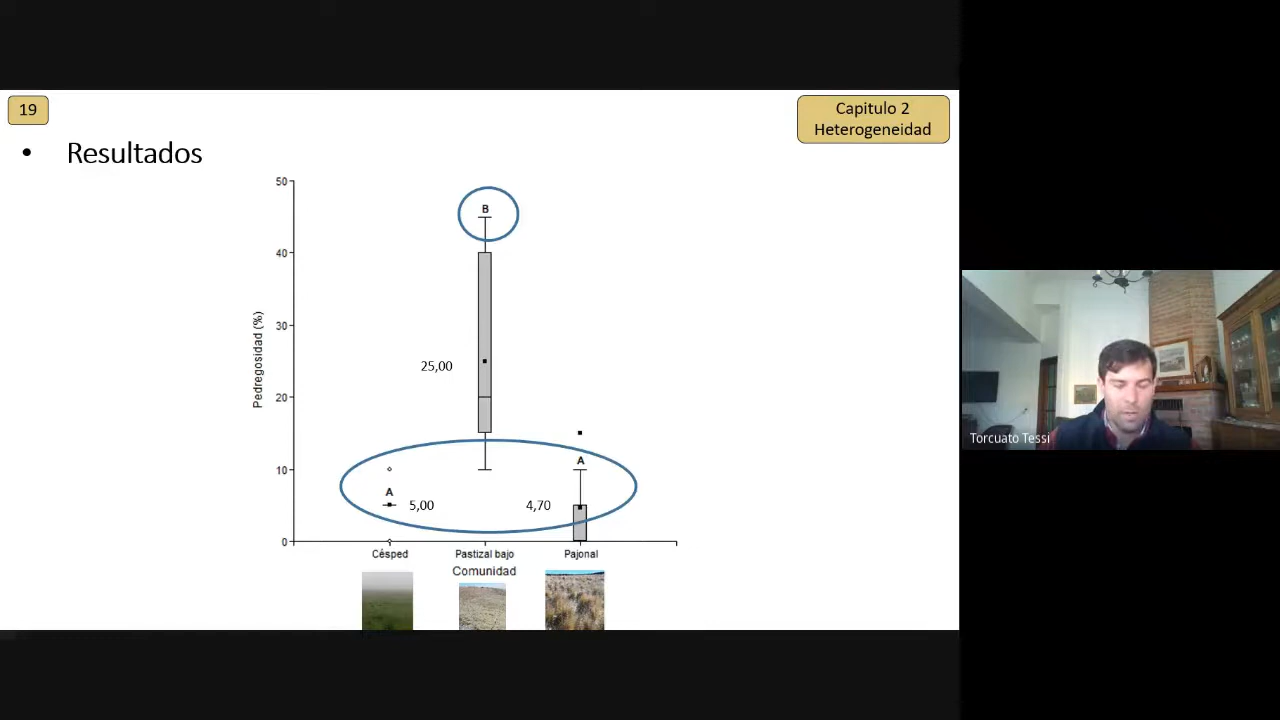 19
Capitulo 2
Heterogeneidad
• Resultados
50
40
30
20
10
0
Pedregosidad (%)
B
25,00
A
5,00
4,70
A
Césped
Pastizal bajo
Pajonal
Comunidad
Torcuato Tessi